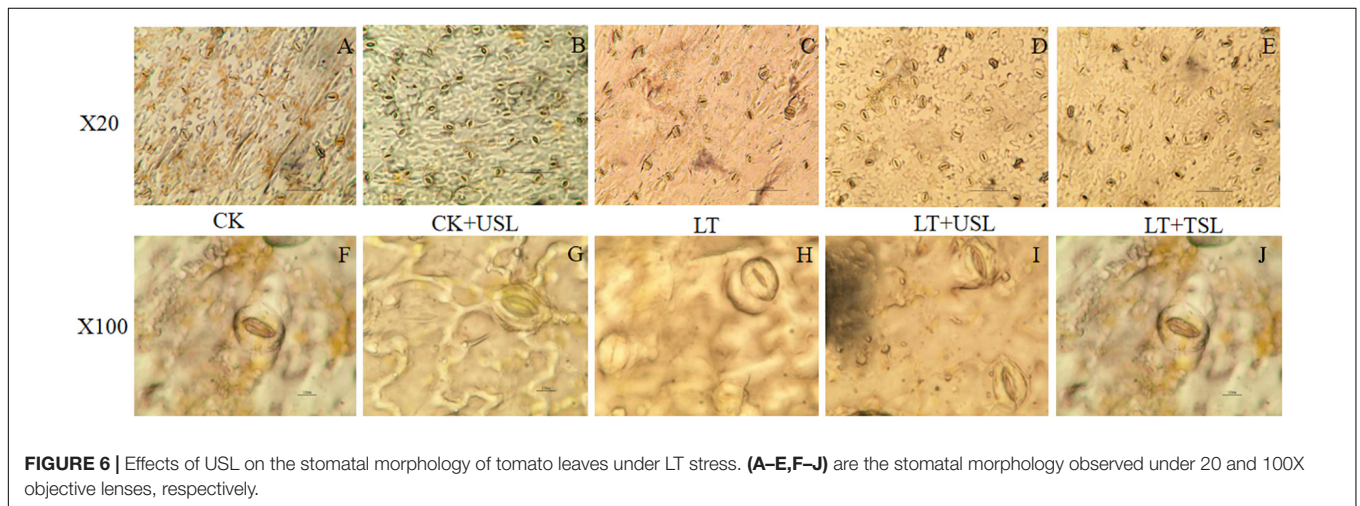 A B C D E
X20
CK CK+USL LT LT+USL LT+TSL
F G H I J
X100
FIGURE 6 | Effects of USL on the stomatal morphology of tomato leaves under LT stress. (A–E,F–J) are the stomatal morphology observed under 20 and 100X
objective lenses, respectively.